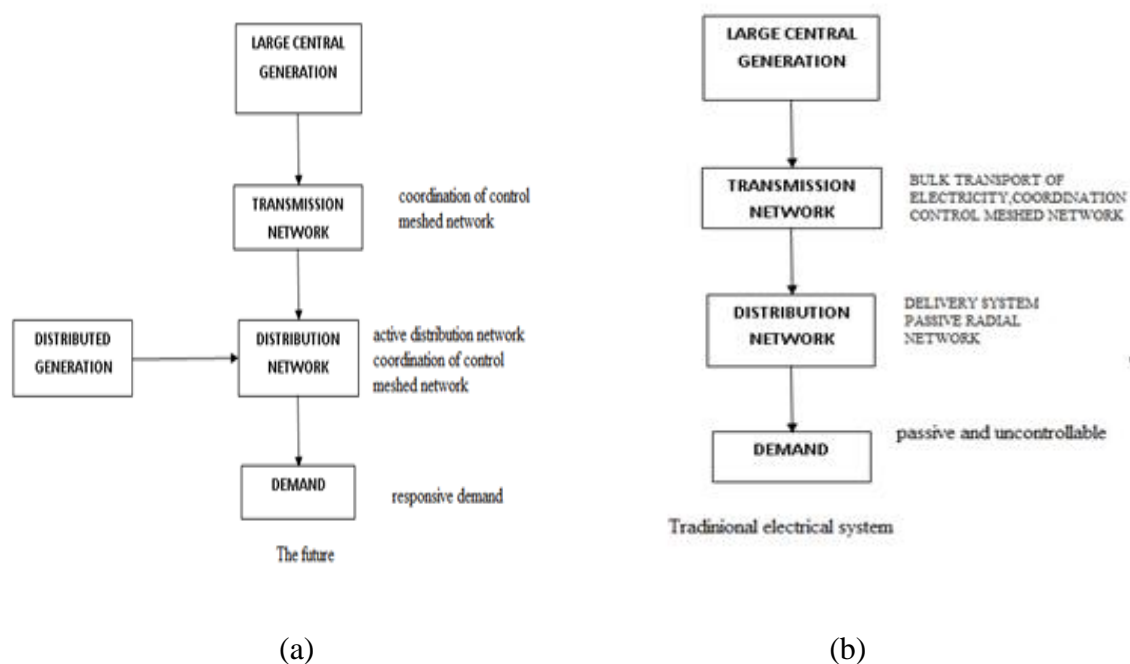 LARGE CENTRAL
GENERATION
TRANSMISSION
NETWORK
coordination of control
meshed network
DISTRIBUTED
GENERATION
DISTRIBUTION
NETWORK
active distribution network
coordination of control
meshed network
DEMAND
responsive demand
The future
(a)
LARGE CENTRAL
GENERATION
TRANSMISSION
NETWORK
BULK TRANSPORT OF
ELECTRICITY,COORDINATION
CONTROL MESHED NETWORK
DISTRIBUTION
NETWORK
DELIVERY SYSTEM
PASSIVE RADIAL
NETWORK
DEMAND
passive and uncontrollable
Tradinional electrical system
(b)